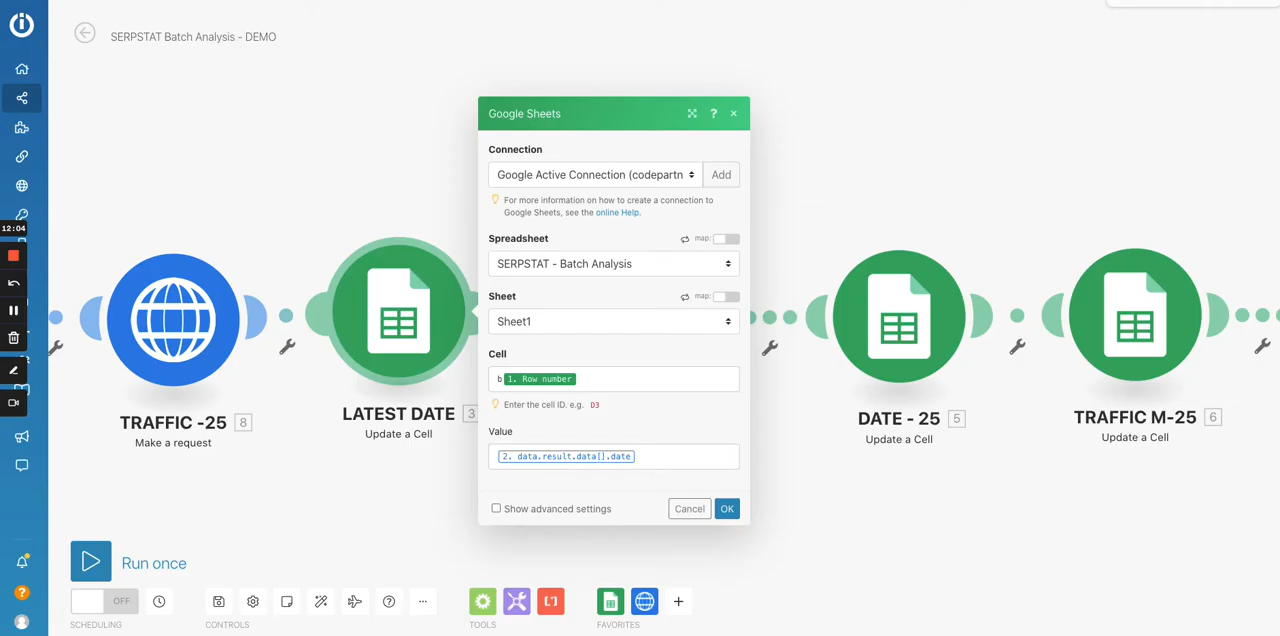 SERPSTAT Batch Analysis - DEMO
Google Sheets
?
Connection
Google Active Connection (codepartn
Add
For more information on how to create a connection to
Google Sheets, see the online Help.
Spreadsheet
map:
SERPSTAT - Batch Analysis
Sheet
map:
Sheet1
Cell
b 1. Row number
Enter the cell ID. e.g. D3
Value
2. data.result.data[].date
Show advanced settings
Cancel
OK
12:04
TRAFFIC -25 8
Make a request
LATEST DATE 3
Update a Cell
DATE - 25 5
Update a Cell
TRAFFIC M-25 6
Update a Cell
Run once
OFF
SCHEDULING
CONTROLS
TOOLS
FAVORITES